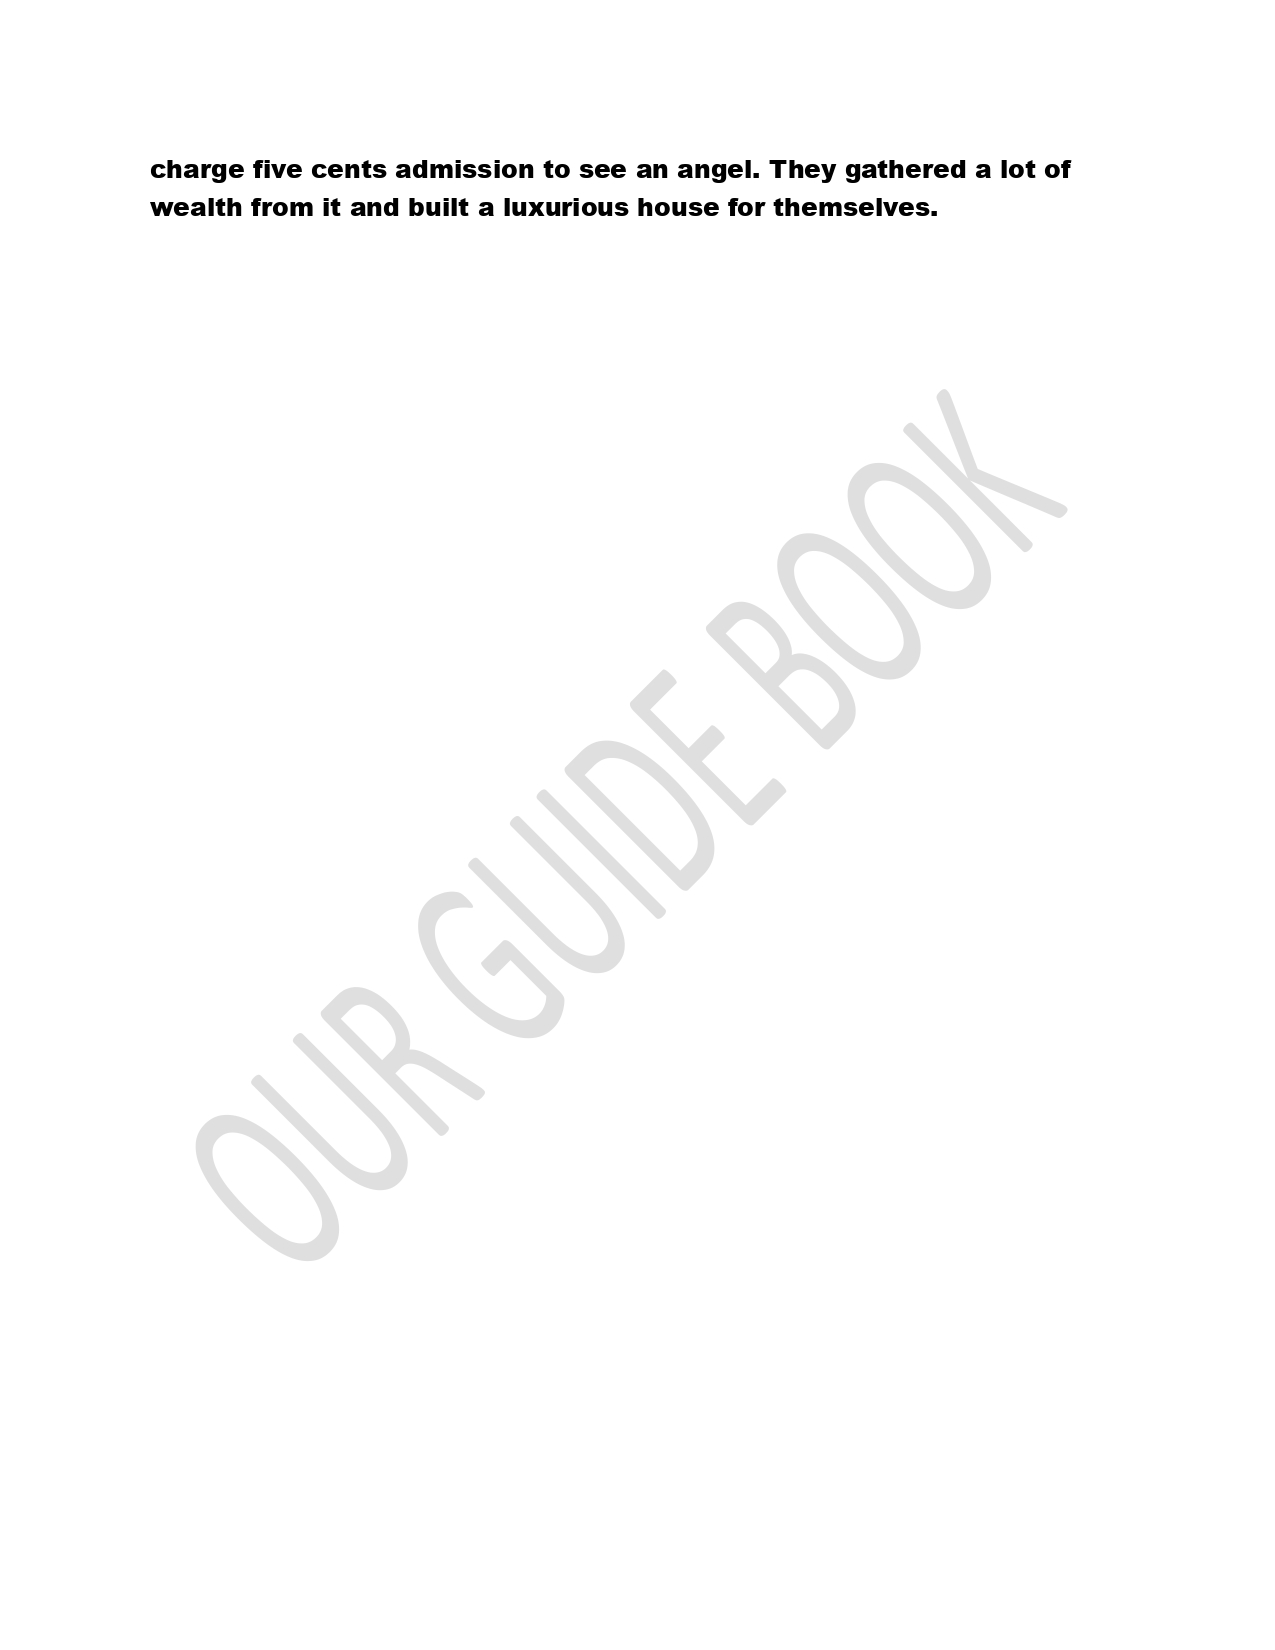 charge five cents admission to see an angel. They gathered a lot of
wealth from it and built a luxurious house for themselves.
OUR GUIDE BOOK